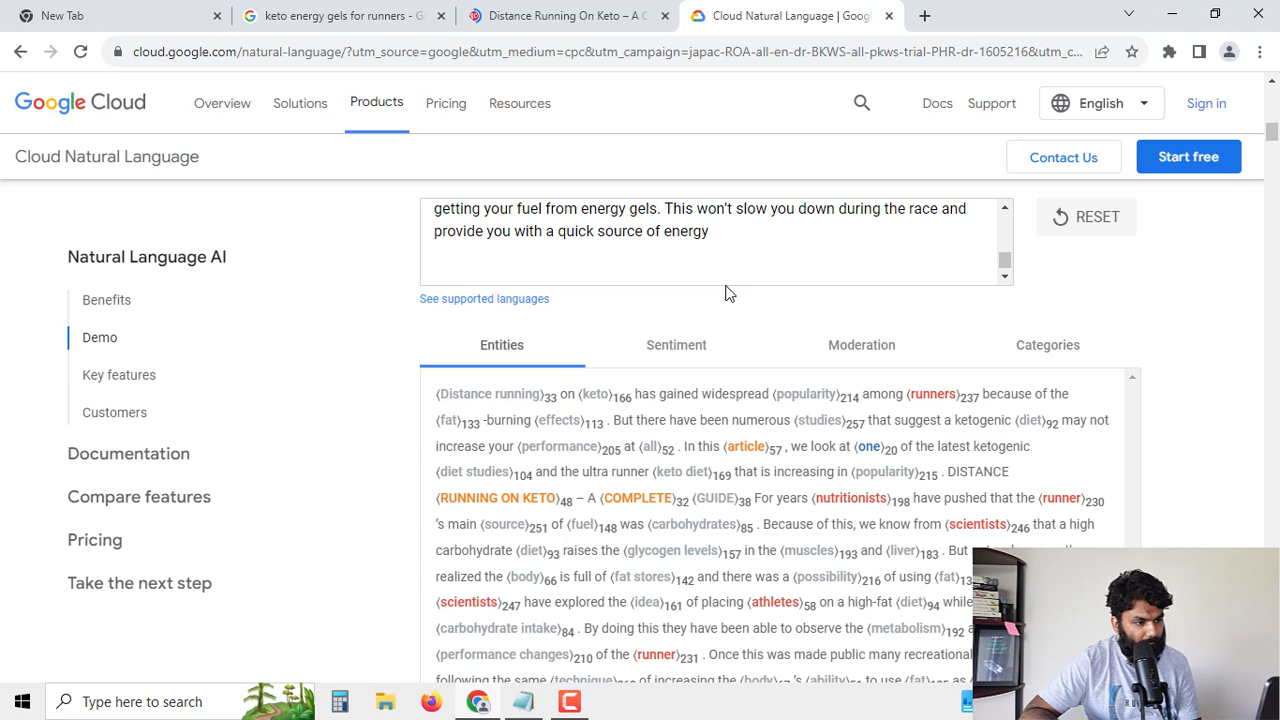 New Tab
keto energy gels for runners - G
Distance Running On Keto – A C
Cloud Natural Language | Goog
cloud.google.com/natural-language/?utm_source=google&utm_medium=cpc&utm_campaign=japac-ROA-all-en-dr-BKWS-all-pkws-trial-PHR-dr-1605216&utm_c...
Google Cloud
Overview
Solutions
Products
Pricing
Resources
Docs
Support
English
Sign in
Cloud Natural Language
Contact Us
Start free
getting your fuel from energy gels. This won't slow you down during the race and
provide you with a quick source of energy
RESET
See supported languages
Natural Language AI
Benefits
Demo
Key features
Customers
Documentation
Compare features
Pricing
Take the next step
Entities
Sentiment
Moderation
Categories
⟨Distance running⟩33 on ⟨keto⟩166 has gained widespread ⟨popularity⟩214 among ⟨runners⟩237 because of the
⟨fat⟩133 -burning ⟨effects⟩113 . But there have been numerous ⟨studies⟩257 that suggest a ketogenic ⟨diet⟩92 may not
increase your ⟨performance⟩205 at ⟨all⟩52 . In this ⟨article⟩57 , we look at ⟨one⟩20 of the latest ketogenic
⟨diet studies⟩104 and the ultra runner ⟨keto diet⟩169 that is increasing in ⟨popularity⟩215 . DISTANCE
⟨RUNNING ON KETO⟩48 – A ⟨COMPLETE⟩32 ⟨GUIDE⟩38 For years ⟨nutritionists⟩198 have pushed that the ⟨runner⟩230
's main ⟨source⟩251 of ⟨fuel⟩148 was ⟨carbohydrates⟩85 . Because of this, we know from ⟨scientists⟩246 that a high
carbohydrate ⟨diet⟩93 raises the ⟨glycogen levels⟩157 in the ⟨muscles⟩193 and ⟨liver⟩183 . But
realized the ⟨body⟩66 is full of ⟨fat stores⟩142 and there was a ⟨possibility⟩216 of using ⟨fat⟩
⟨scientists⟩247 have explored the ⟨idea⟩161 of placing ⟨athletes⟩58 on a high-fat ⟨diet⟩94 while
⟨carbohydrate intake⟩84 . By doing this they have been able to observe the ⟨metabolism⟩192 a
⟨performance changes⟩210 of the ⟨runner⟩231 . Once this was made public many recreational
following the same ⟨technique⟩ of increasing the ⟨body⟩ 's ⟨ability⟩ to use ⟨fat⟩ as
Type here to search